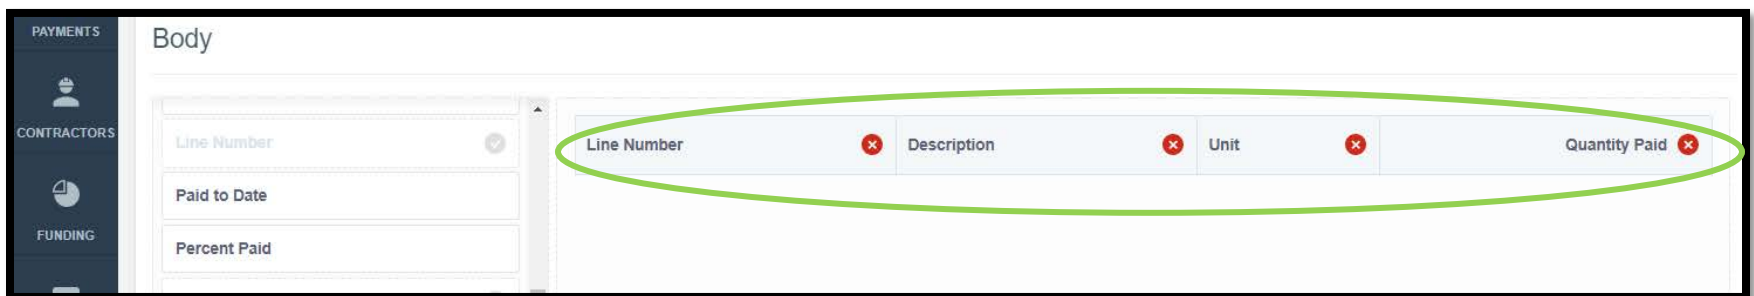 PAYMENTS
CONTRACTORS
FUNDING
Body
Line Number
Paid to Date
Percent Paid
Line Number Description Unit Quantity Paid